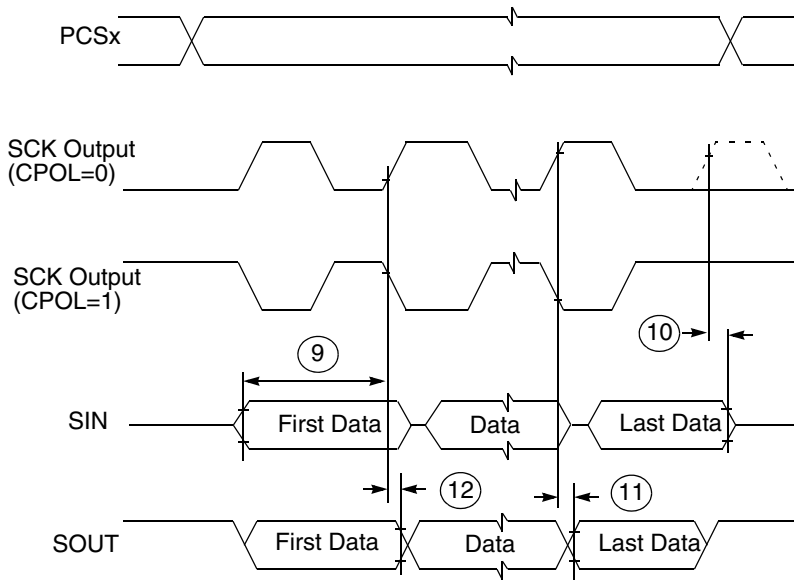 PCSx
SCK Output
(CPOL=0)
SCK Output
(CPOL=1)
10
9
SIN
First Data
Data
Last Data
12
11
SOUT
First Data
Data
Last Data